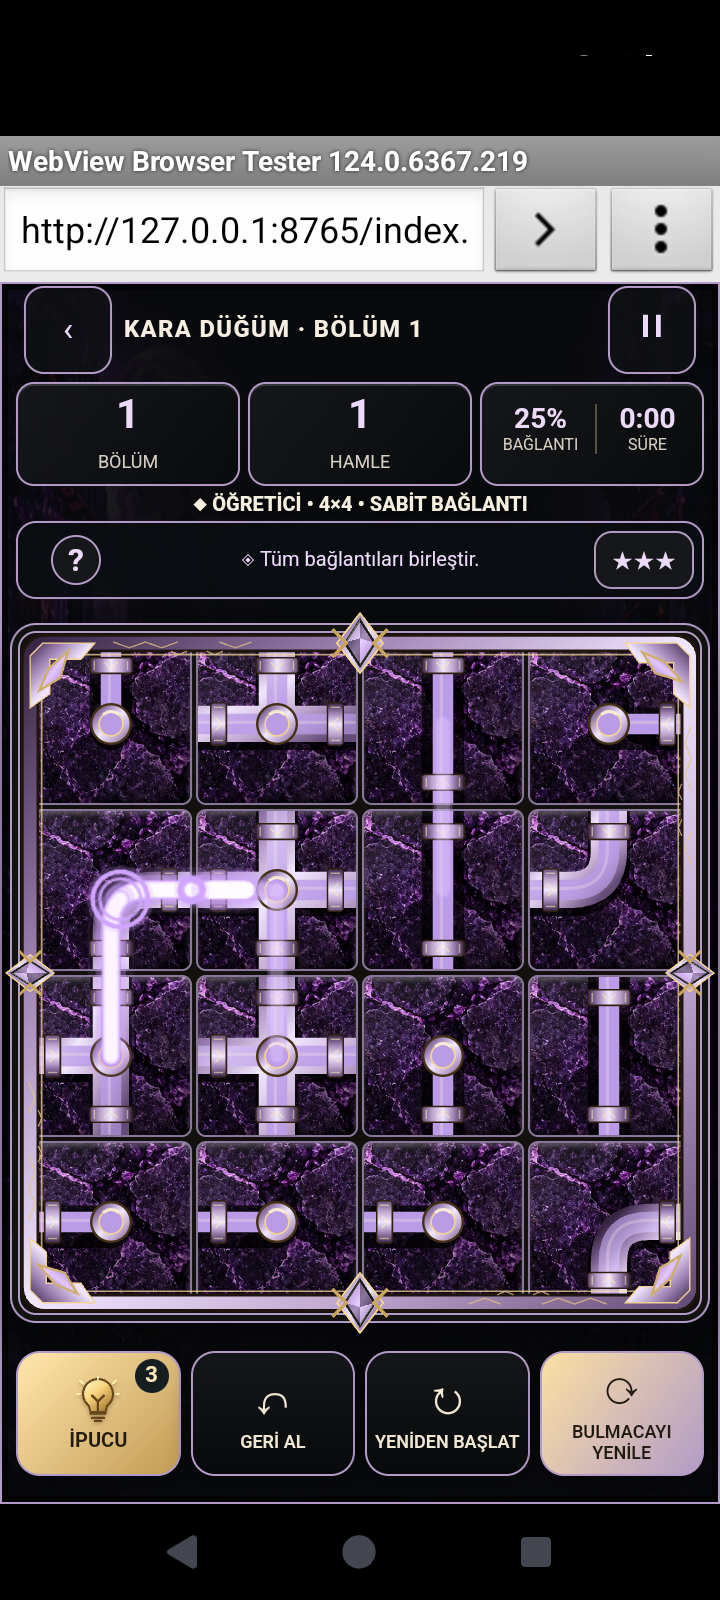 WebView Browser Tester 124.0.6367.219
http://127.0.0.1:8765/index.
KARA DÜĞÜM · BÖLÜM 1
1
BÖLÜM
1
HAMLE
25%
BAĞLANTI
0:00
SÜRE
◆ ÖĞRETİCİ • 4×4 • SABİT BAĞLANTI
?
◈ Tüm bağlantıları birleştir.
★★★
3
İPUCU
GERİ AL
YENİDEN BAŞLAT
BULMACAYI
YENİLE